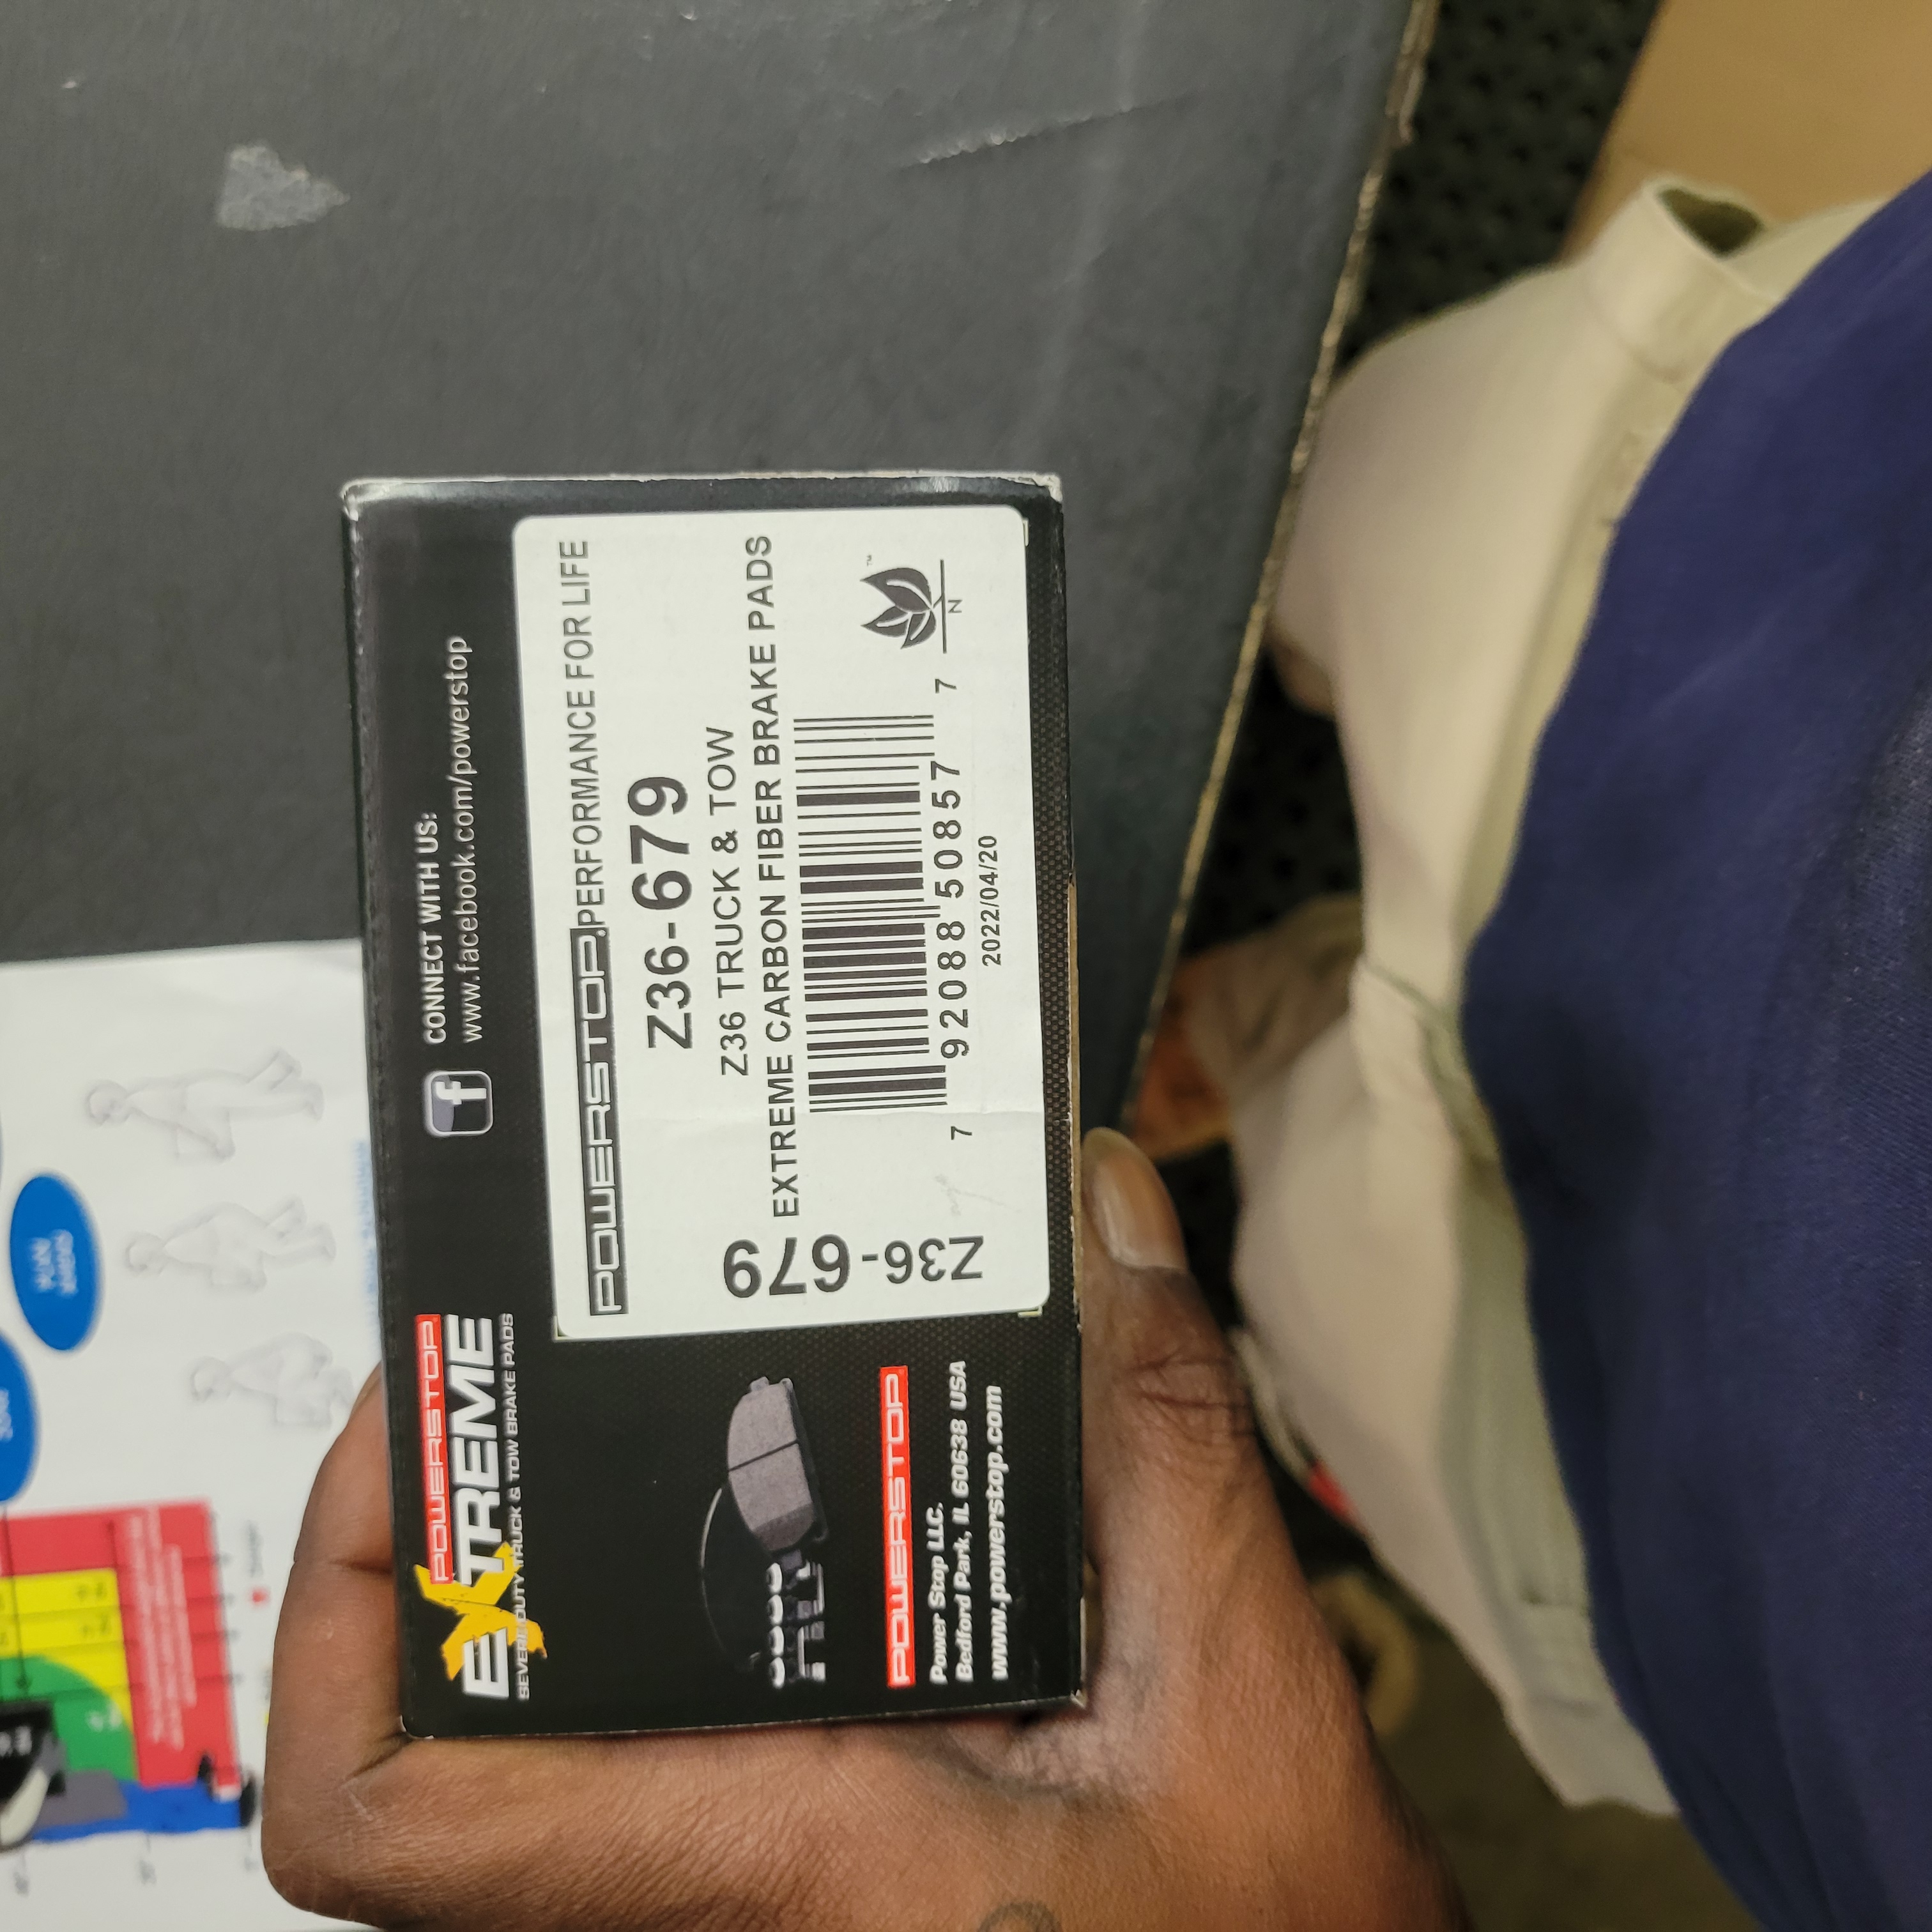 POWERSTOP
EXTREME
SEVERE DUTY TRUCK & TOW BRAKE PADS
CONNECT WITH US:
www.facebook.com/powerstop
POWERSTOP PERFORMANCE FOR LIFE
Z36-679
Z36 TRUCK & TOW
EXTREME CARBON FIBER BRAKE PADS
7 92088 50857 7
2022/04/20
N
™
Z36-679
POWERSTOP
Power Stop LLC.
Bedford Park, IL 60638 USA
www.powerstop.com